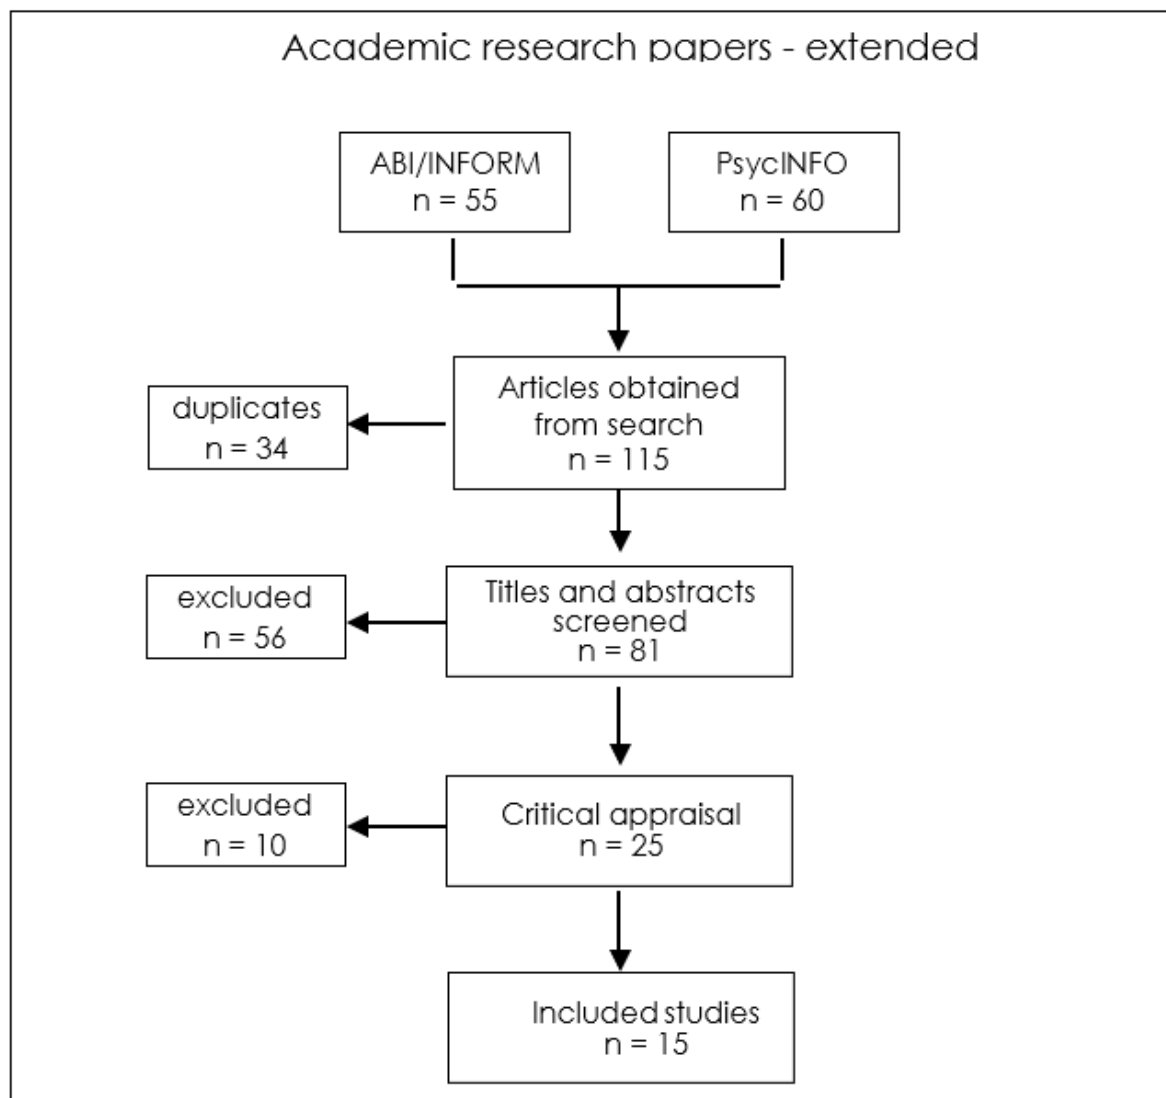 Academic research papers - extended
ABI/INFORM
n = 55
PsycINFO
n = 60
Articles obtained
from search
n = 115
duplicates
n = 34
Titles and abstracts
screened
n = 81
excluded
n = 56
Critical appraisal
n = 25
excluded
n = 10
Included studies
n = 15